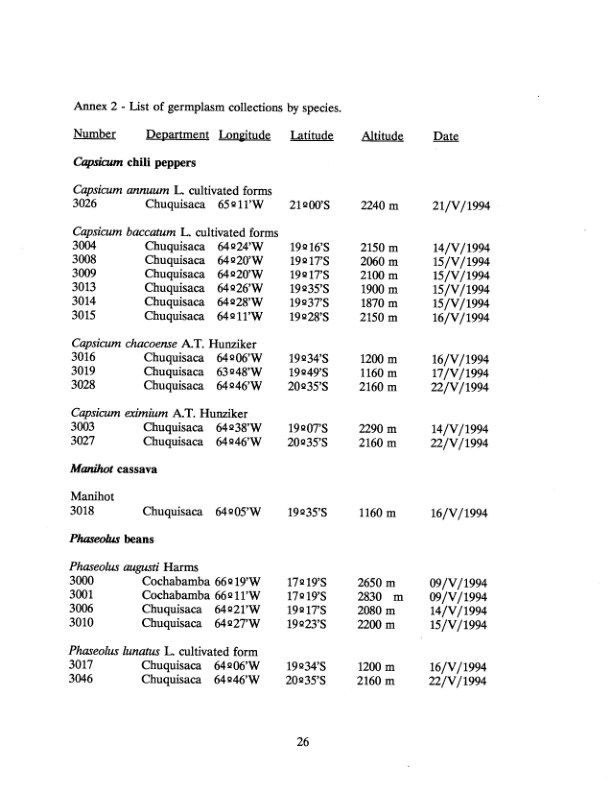 Annex 2 - List of germplasm collections by species.
Number Department Longitude Latitude Altitude Date
Capsicum chili peppers
Capsicum annuum L. cultivated forms
3026 Chuquisaca 65º11'W 21º00'S 2240 m 21/V/1994
Capsicum baccatum L. cultivated forms
3004 Chuquisaca 64º24'W 19º16'S 2150 m 14/V/1994
3008 Chuquisaca 64º20'W 19º17'S 2060 m 15/V/1994
3009 Chuquisaca 64º20'W 19º17'S 2100 m 15/V/1994
3013 Chuquisaca 64º26'W 19º35'S 1900 m 15/V/1994
3014 Chuquisaca 64º28'W 19º37'S 1870 m 15/V/1994
3015 Chuquisaca 64º11'W 19º28'S 2150 m 16/V/1994
Capsicum chacoense A.T. Hunziker
3016 Chuquisaca 64º06'W 19º34'S 1200 m 16/V/1994
3019 Chuquisaca 63º48'W 19º49'S 1160 m 17/V/1994
3028 Chuquisaca 64º46'W 20º35'S 2160 m 22/V/1994
Capsicum eximium A.T. Hunziker
3003 Chuquisaca 64º38'W 19º07'S 2290 m 14/V/1994
3027 Chuquisaca 64º46'W 20º35'S 2160 m 22/V/1994
Manihot cassava
Manihot
3018 Chuquisaca 64º05'W 19º35'S 1160 m 16/V/1994
Phaseolus beans
Phaseolus augusti Harms
3000 Cochabamba 66º19'W 17º19'S 2650 m 09/V/1994
3001 Cochabamba 66º11'W 17º19'S 2830 m 09/V/1994
3006 Chuquisaca 64º21'W 19º17'S 2080 m 14/V/1994
3010 Chuquisaca 64º27'W 19º23'S 2200 m 15/V/1994
Phaseolus lunatus L. cultivated form
3017 Chuquisaca 64º06'W 19º34'S 1200 m 16/V/1994
3046 Chuquisaca 64º46'W 20º35'S 2160 m 22/V/1994
26